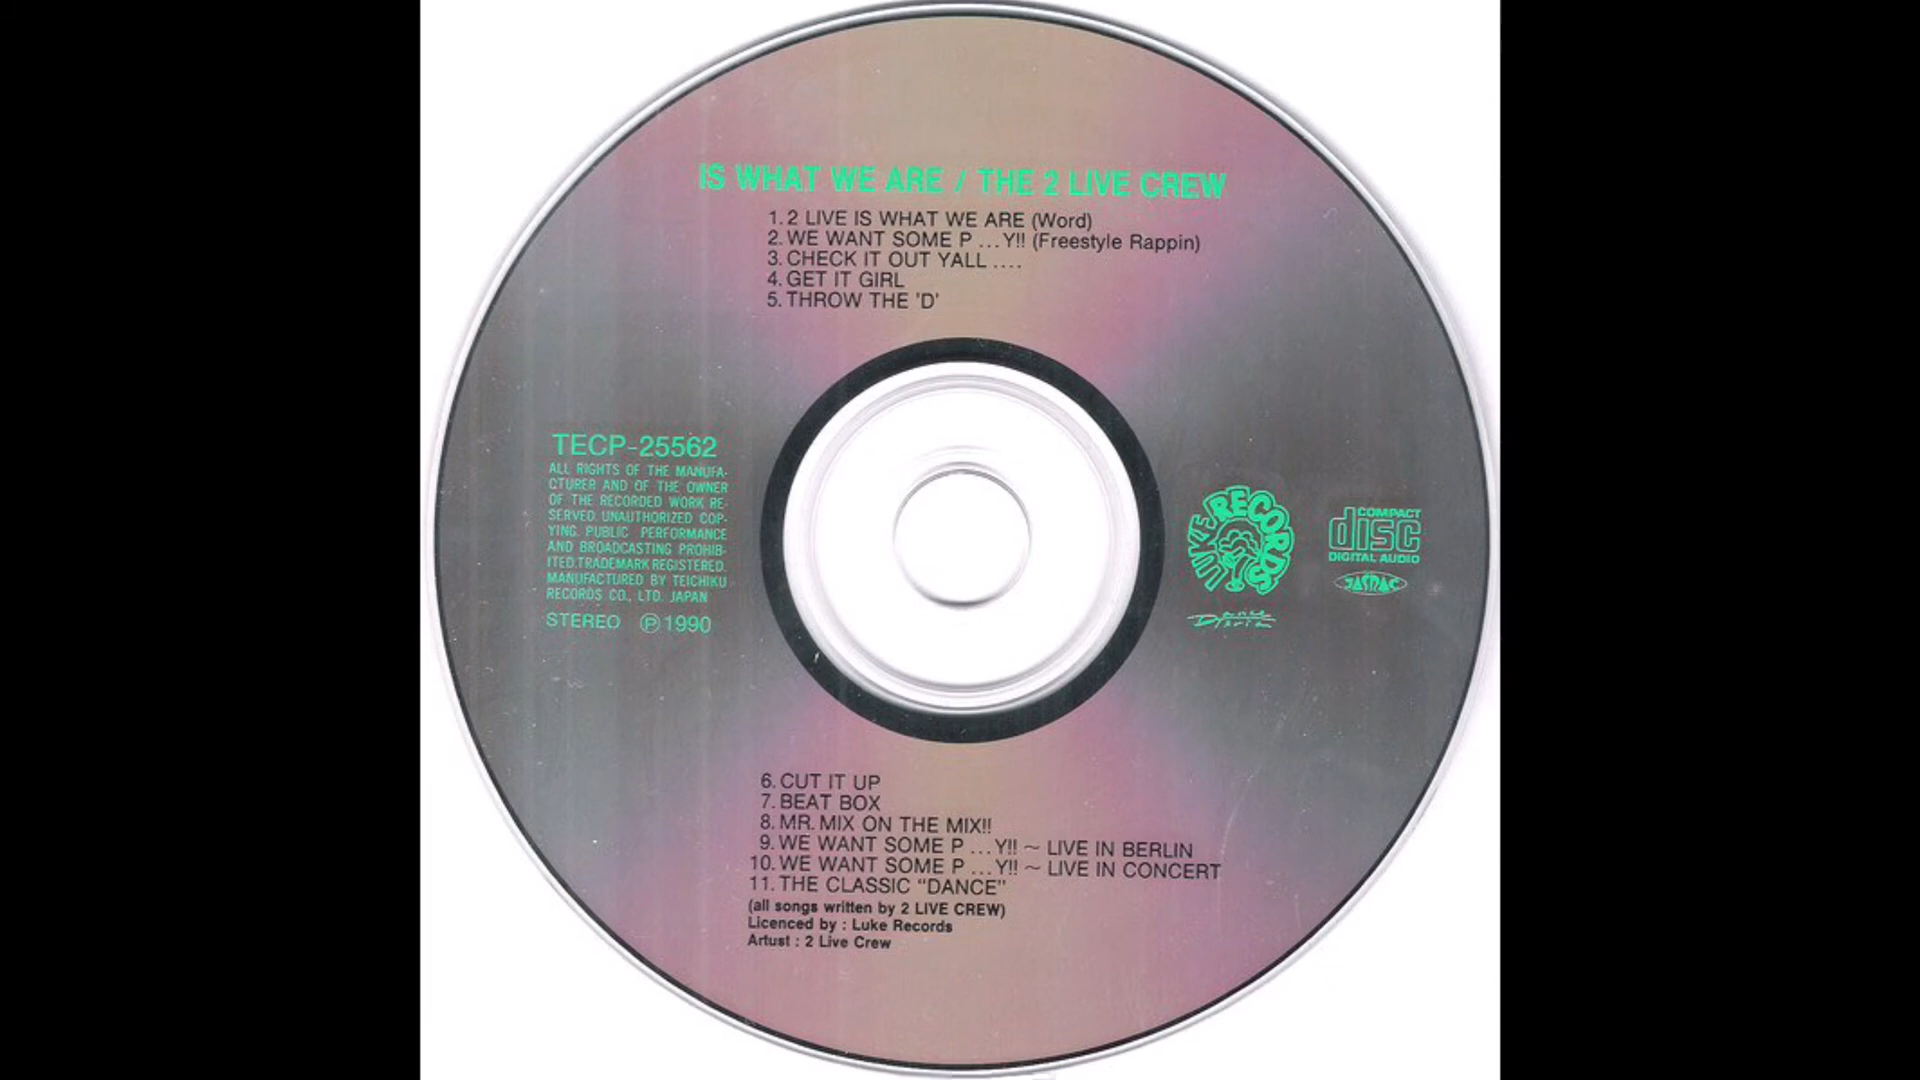 IS WHAT WE ARE / THE 2 LIVE CREW
1. 2 LIVE IS WHAT WE ARE (Word)
2. WE WANT SOME P ...Y!! (Freestyle Rappin)
3. CHECK IT OUT YALL ....
4. GET IT GIRL
5. THROW THE 'D'
TECP-25562
ALL RIGHTS OF THE MANUFA-
CTURER AND OF THE OWNER
OF THE RECORDED WORK RE-
SERVED. UNAUTHORIZED COP-
YING. PUBLIC PERFORMANCE
AND BROADCASTING PROHIB-
ITED. TRADEMARK REGISTERED.
MANUFACTURED BY TEICHIKU
RECORDS CO., LTD. JAPAN
STEREO Ⓟ 1990
LUKE RECORDS
COMPACT
disc
DIGITAL AUDIO
JASRAC
6. CUT IT UP
7. BEAT BOX
8. MR. MIX ON THE MIX!!
9. WE WANT SOME P ...Y!! ~ LIVE IN BERLIN
10. WE WANT SOME P ...Y!! ~ LIVE IN CONCERT
11. THE CLASSIC “DANCE”
(all songs written by 2 LIVE CREW)
Licenced by : Luke Records
Artust : 2 Live Crew